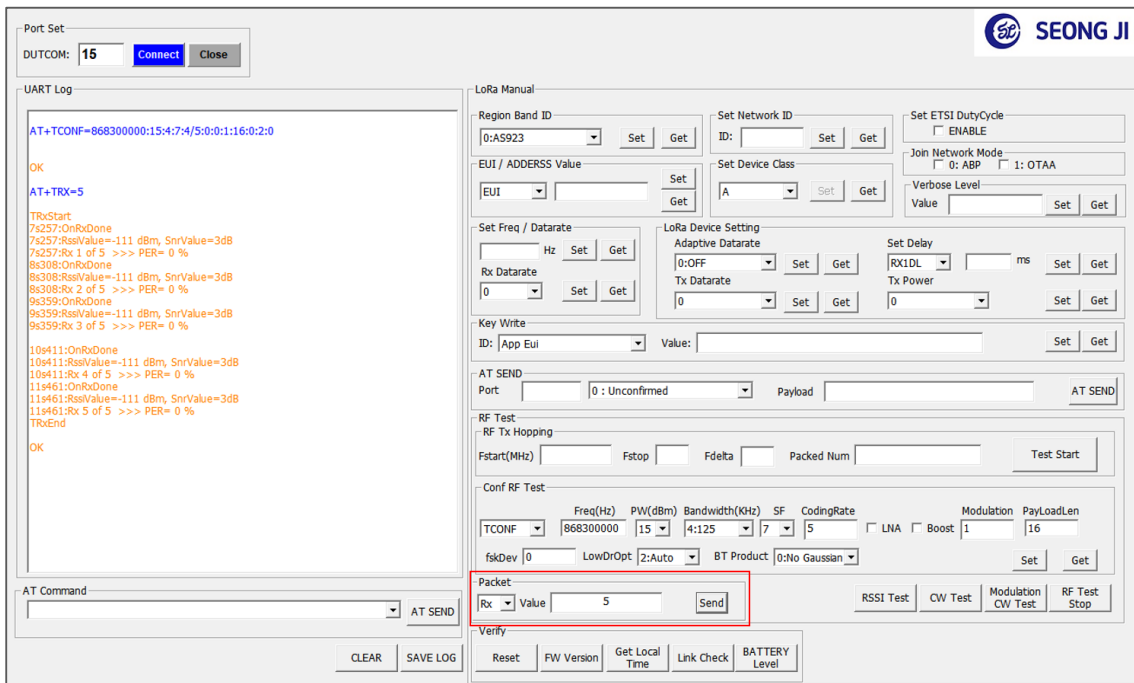 SEONG JI
Port Set
DUTCOM: 15 Connect Close
UART Log
AT+TCONF=868300000:15:4:7:4/5:0:0:1:16:0:2:0
OK
AT+TRX=5
TRxStart
7s257:OnRxDone
7s257:RssiValue=-111 dBm, SnrValue=3dB
7s257:Rx 1 of 5 >>> PER= 0 %
8s308:OnRxDone
8s308:RssiValue=-111 dBm, SnrValue=3dB
8s308:Rx 2 of 5 >>> PER= 0 %
9s359:OnRxDone
9s359:RssiValue=-111 dBm, SnrValue=3dB
9s359:Rx 3 of 5 >>> PER= 0 %
10s411:OnRxDone
10s411:RssiValue=-111 dBm, SnrValue=3dB
10s411:Rx 4 of 5 >>> PER= 0 %
11s461:OnRxDone
11s461:RssiValue=-111 dBm, SnrValue=3dB
11s461:Rx 5 of 5 >>> PER= 0 %
TRxEnd
OK
AT Command
AT SEND
CLEAR SAVE LOG
LoRa Manual
Region Band ID
0:AS923 Set Get
Set Network ID
ID: Set Get
Set ETSI DutyCycle
ENABLE
Join Network Mode
0: ABP 1: OTAA
EUI / ADDERSS Value
EUI Set
Get
Set Device Class
A Set Get
Verbose Level
Value Set Get
Set Freq / Datarate
Hz Set Get
Rx Datarate
0 Set Get
LoRa Device Setting
Adaptive Datarate Set Delay
0:OFF Set Get RX1DL ms Set Get
Tx Datarate Tx Power
0 Set Get 0 Set Get
Key Write
ID: App Eui Value: Set Get
AT SEND
Port 0 : Unconfirmed Payload AT SEND
RF Test
RF Tx Hopping
Fstart(MHz) Fstop Fdelta Packed Num Test Start
Conf RF Test
Freq(Hz) PW(dBm) Bandwidth(KHz) SF CodingRate Modulation PayLoadLen
TCONF 868300000 15 4:125 7 5 LNA Boost 1 16
fskDev 0 LowDrOpt 2:Auto BT Product 0:No Gaussian Set Get
Packet
Rx Value 5 Send
RSSI Test CW Test Modulation CW Test RF Test Stop
Verify
Reset FW Version Get Local Time Link Check BATTERY Level